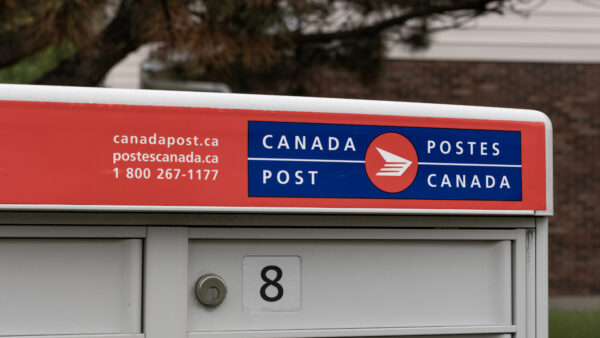 canadapost.ca
postescanada.ca
1 800 267-1177
CANADA
POST
POSTES
CANADA
8